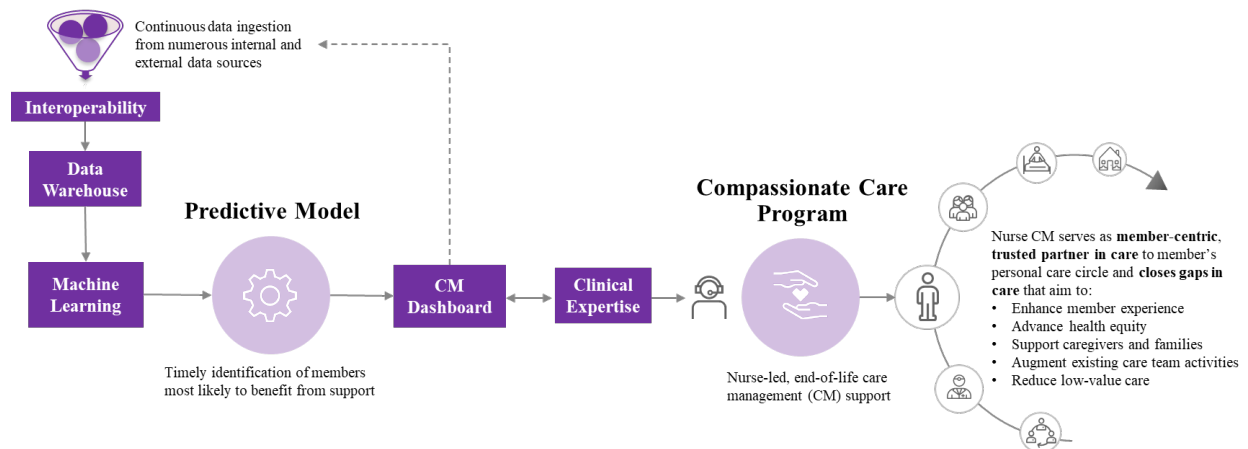 Continuous data ingestion
from numerous internal and
external data sources
Interoperability
Data
Warehouse
Machine
Learning
Predictive Model
Timely identification of members
most likely to benefit from support
CM
Dashboard
Clinical
Expertise
Compassionate Care
Program
Nurse-led, end-of-life care
management (CM) support
Nurse CM serves as member-centric,
trusted partner in care to member's
personal care circle and closes gaps in
care that aim to:
• Enhance member experience
• Advance health equity
• Support caregivers and families
• Augment existing care team activities
• Reduce low-value care